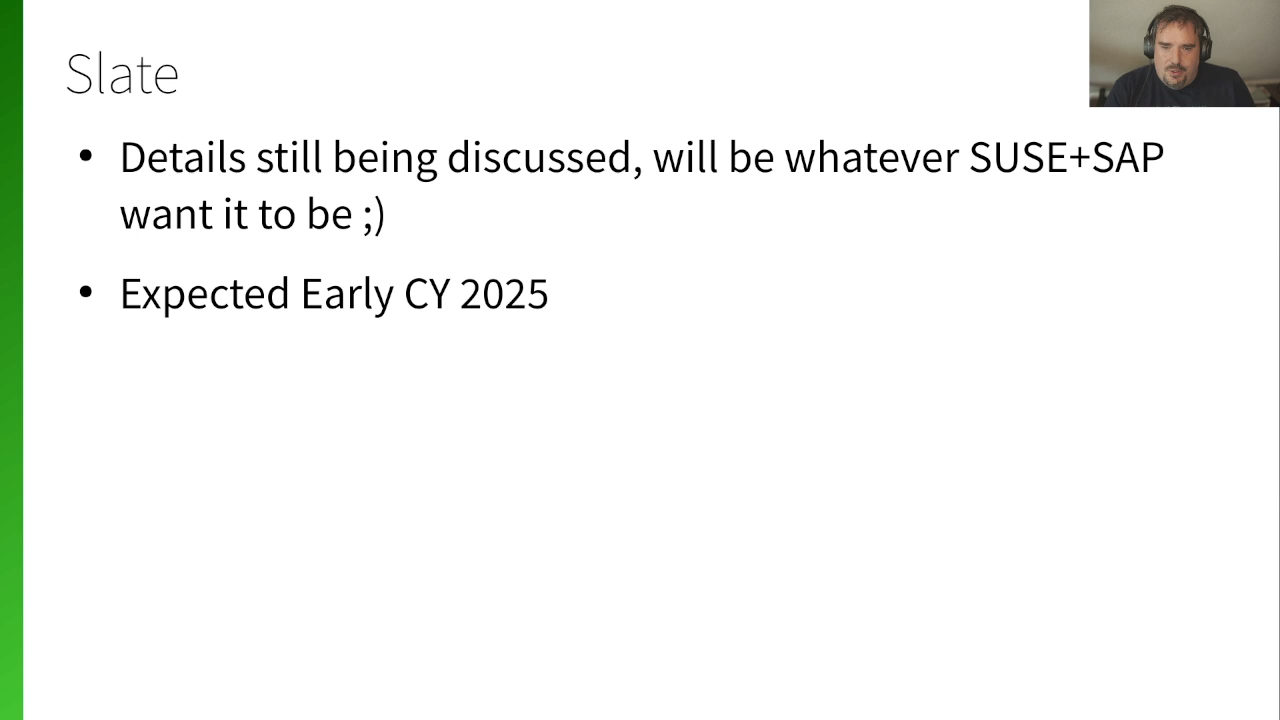 Slate
• Details still being discussed, will be whatever SUSE+SAP
want it to be ;)
• Expected Early CY 2025